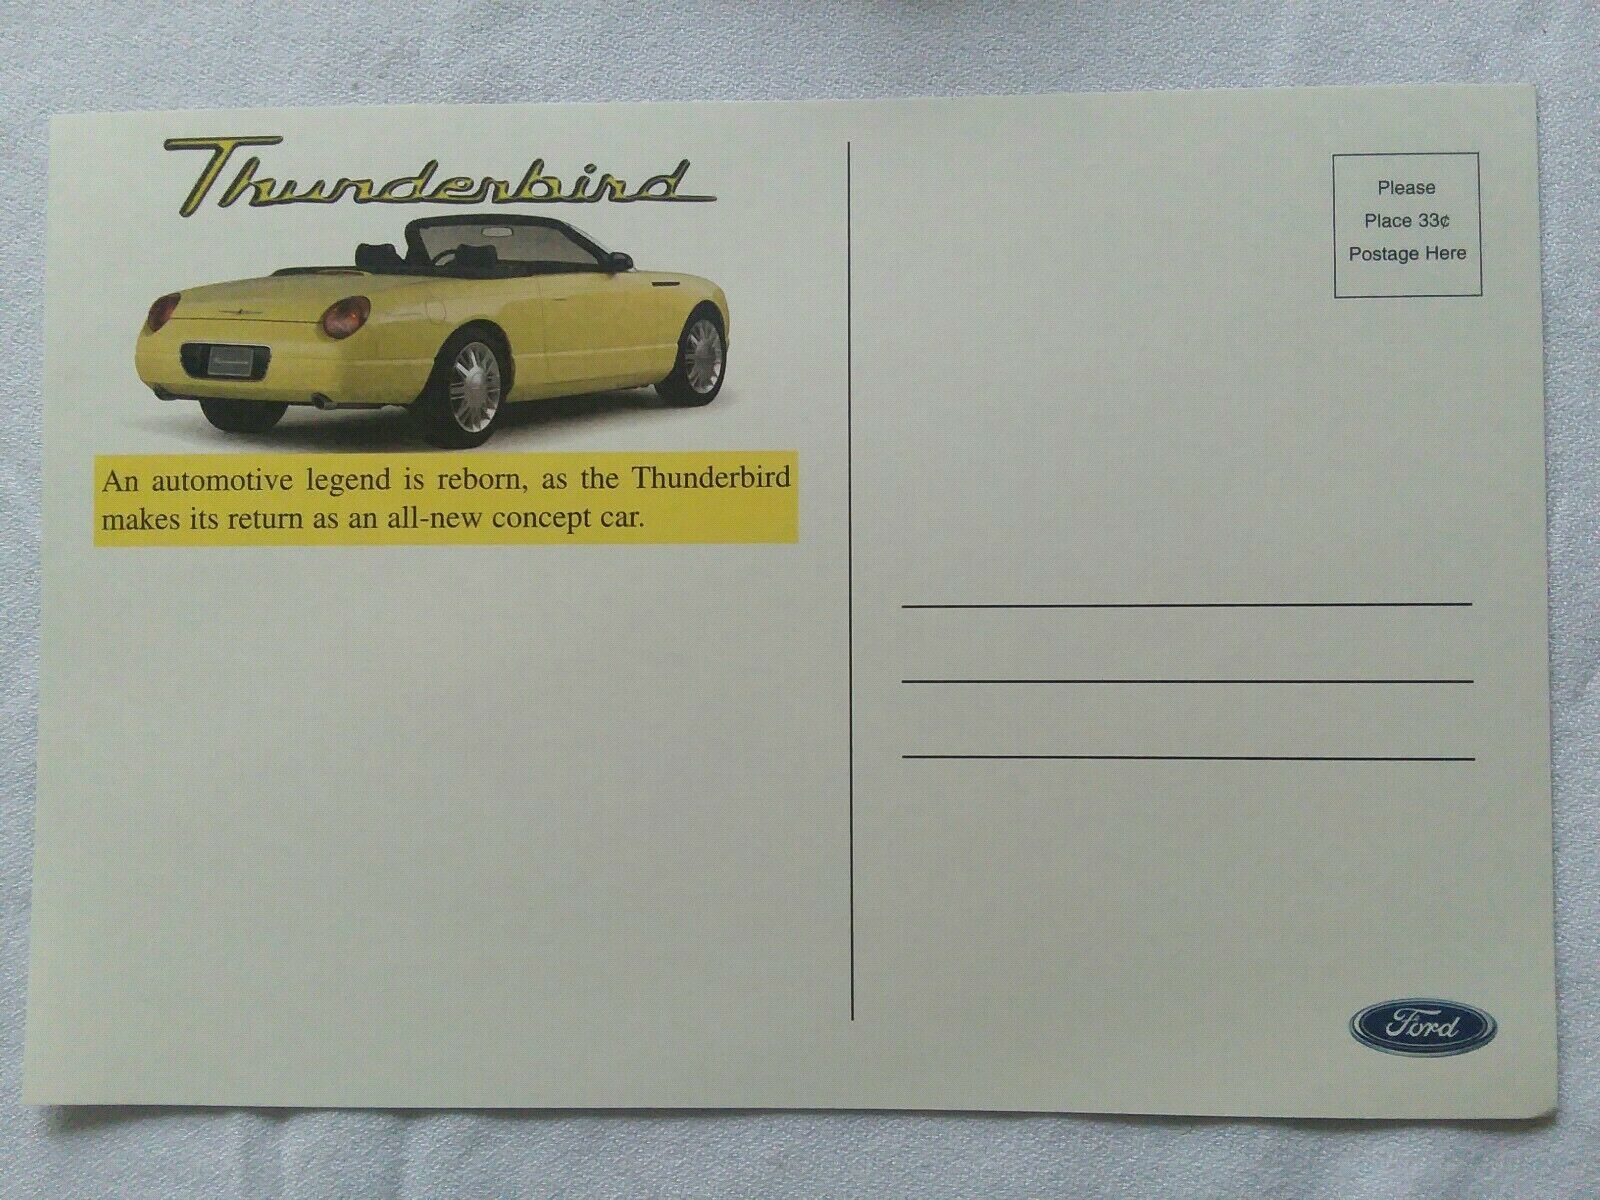 Thunderbird
An automotive legend is reborn, as the Thunderbird
makes its return as an all-new concept car.
Please
Place 33¢
Postage Here
Ford